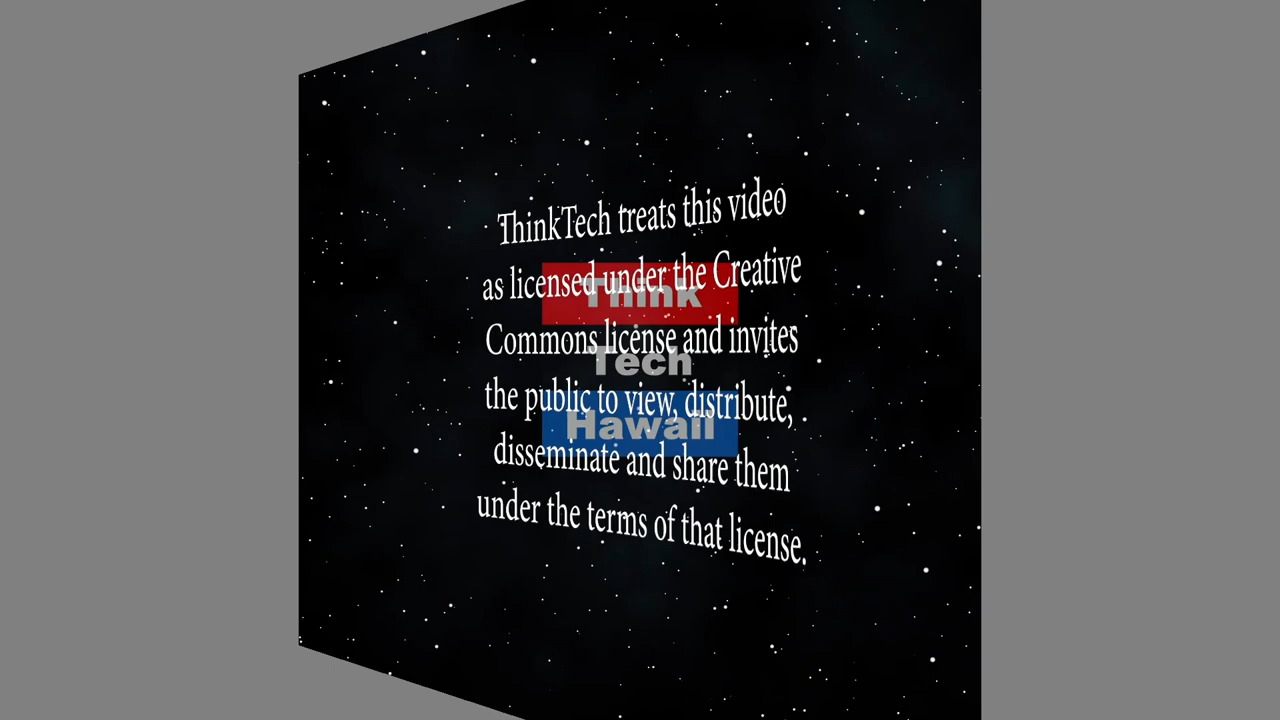 ThinkTech treats this video
as licensed under the Creative
Commons license and invites
the public to view, distribute,
disseminate and share them
under the terms of that license.
Think
Tech
Hawaii